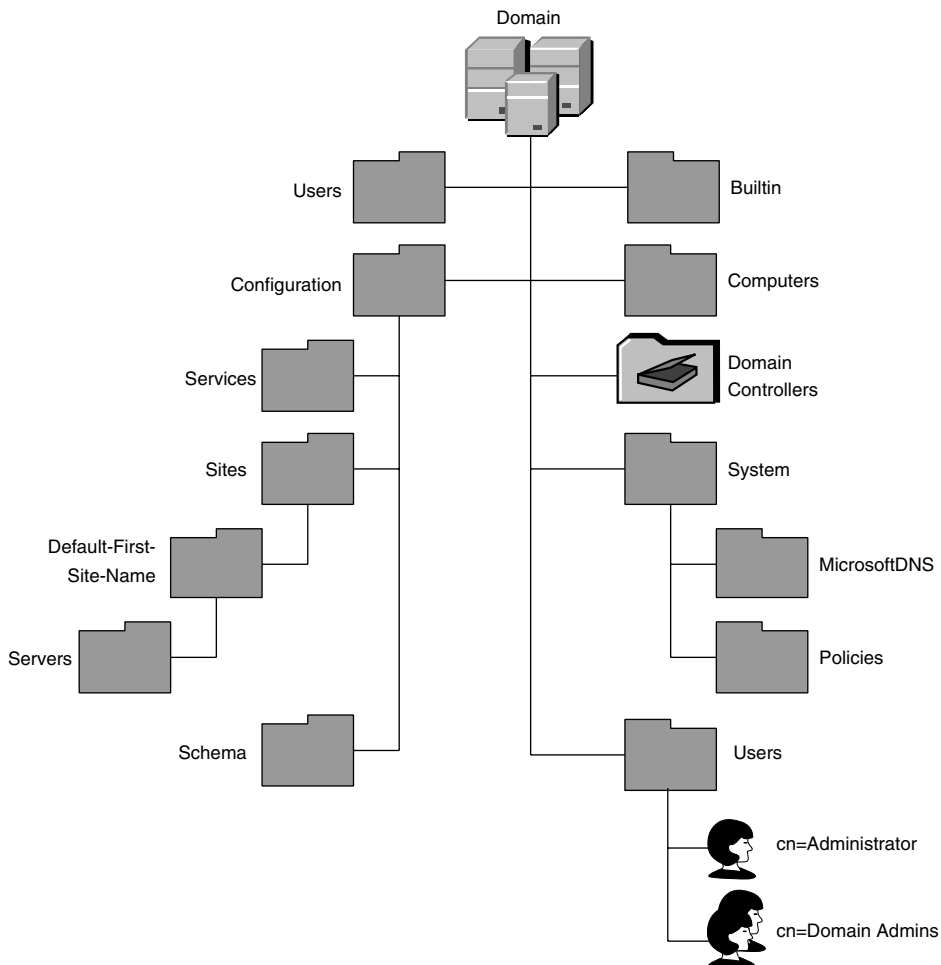 Domain
Users
Builtin
Configuration
Computers
Services
Domain
Controllers
Sites
System
Default-First-
Site-Name
MicrosoftDNS
Servers
Policies
Schema
Users
cn=Administrator
cn=Domain Admins